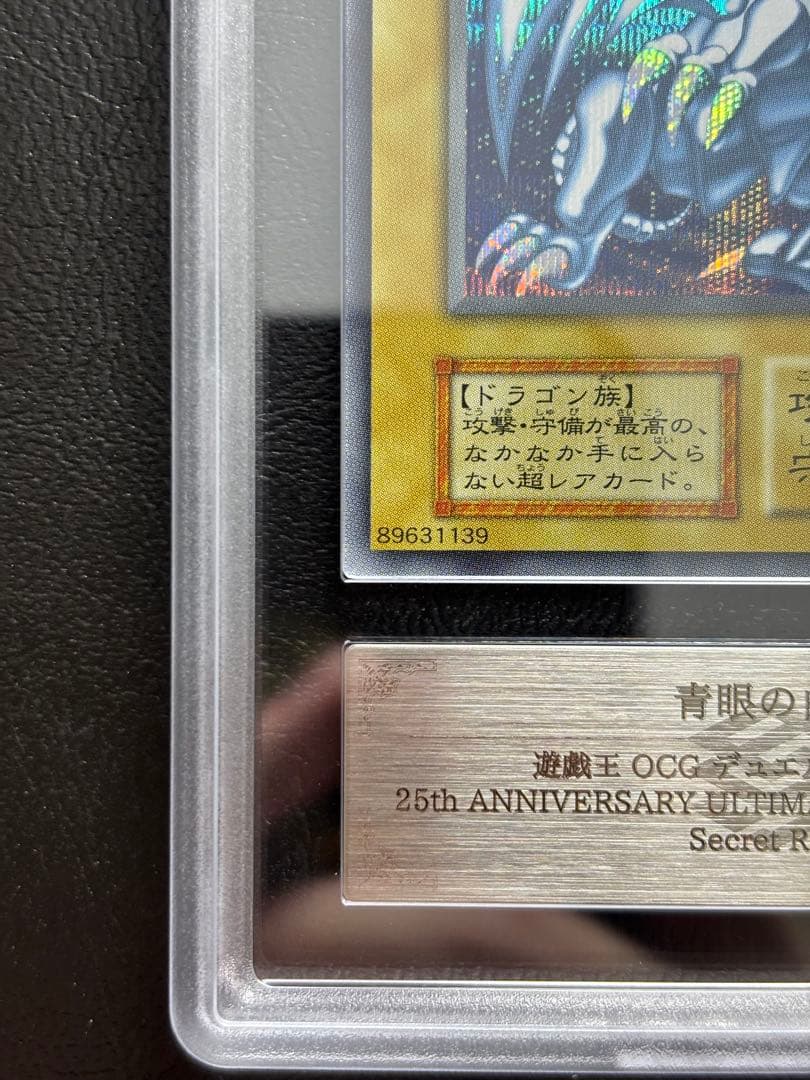 【ドラゴン族】
攻撃・守備が最高の、
なかなか手に入ら
ない超レアカード。
89631139
青眼の
遊戯王 OCG デュエ
25th ANNIVERSARY ULTIM
Secret R